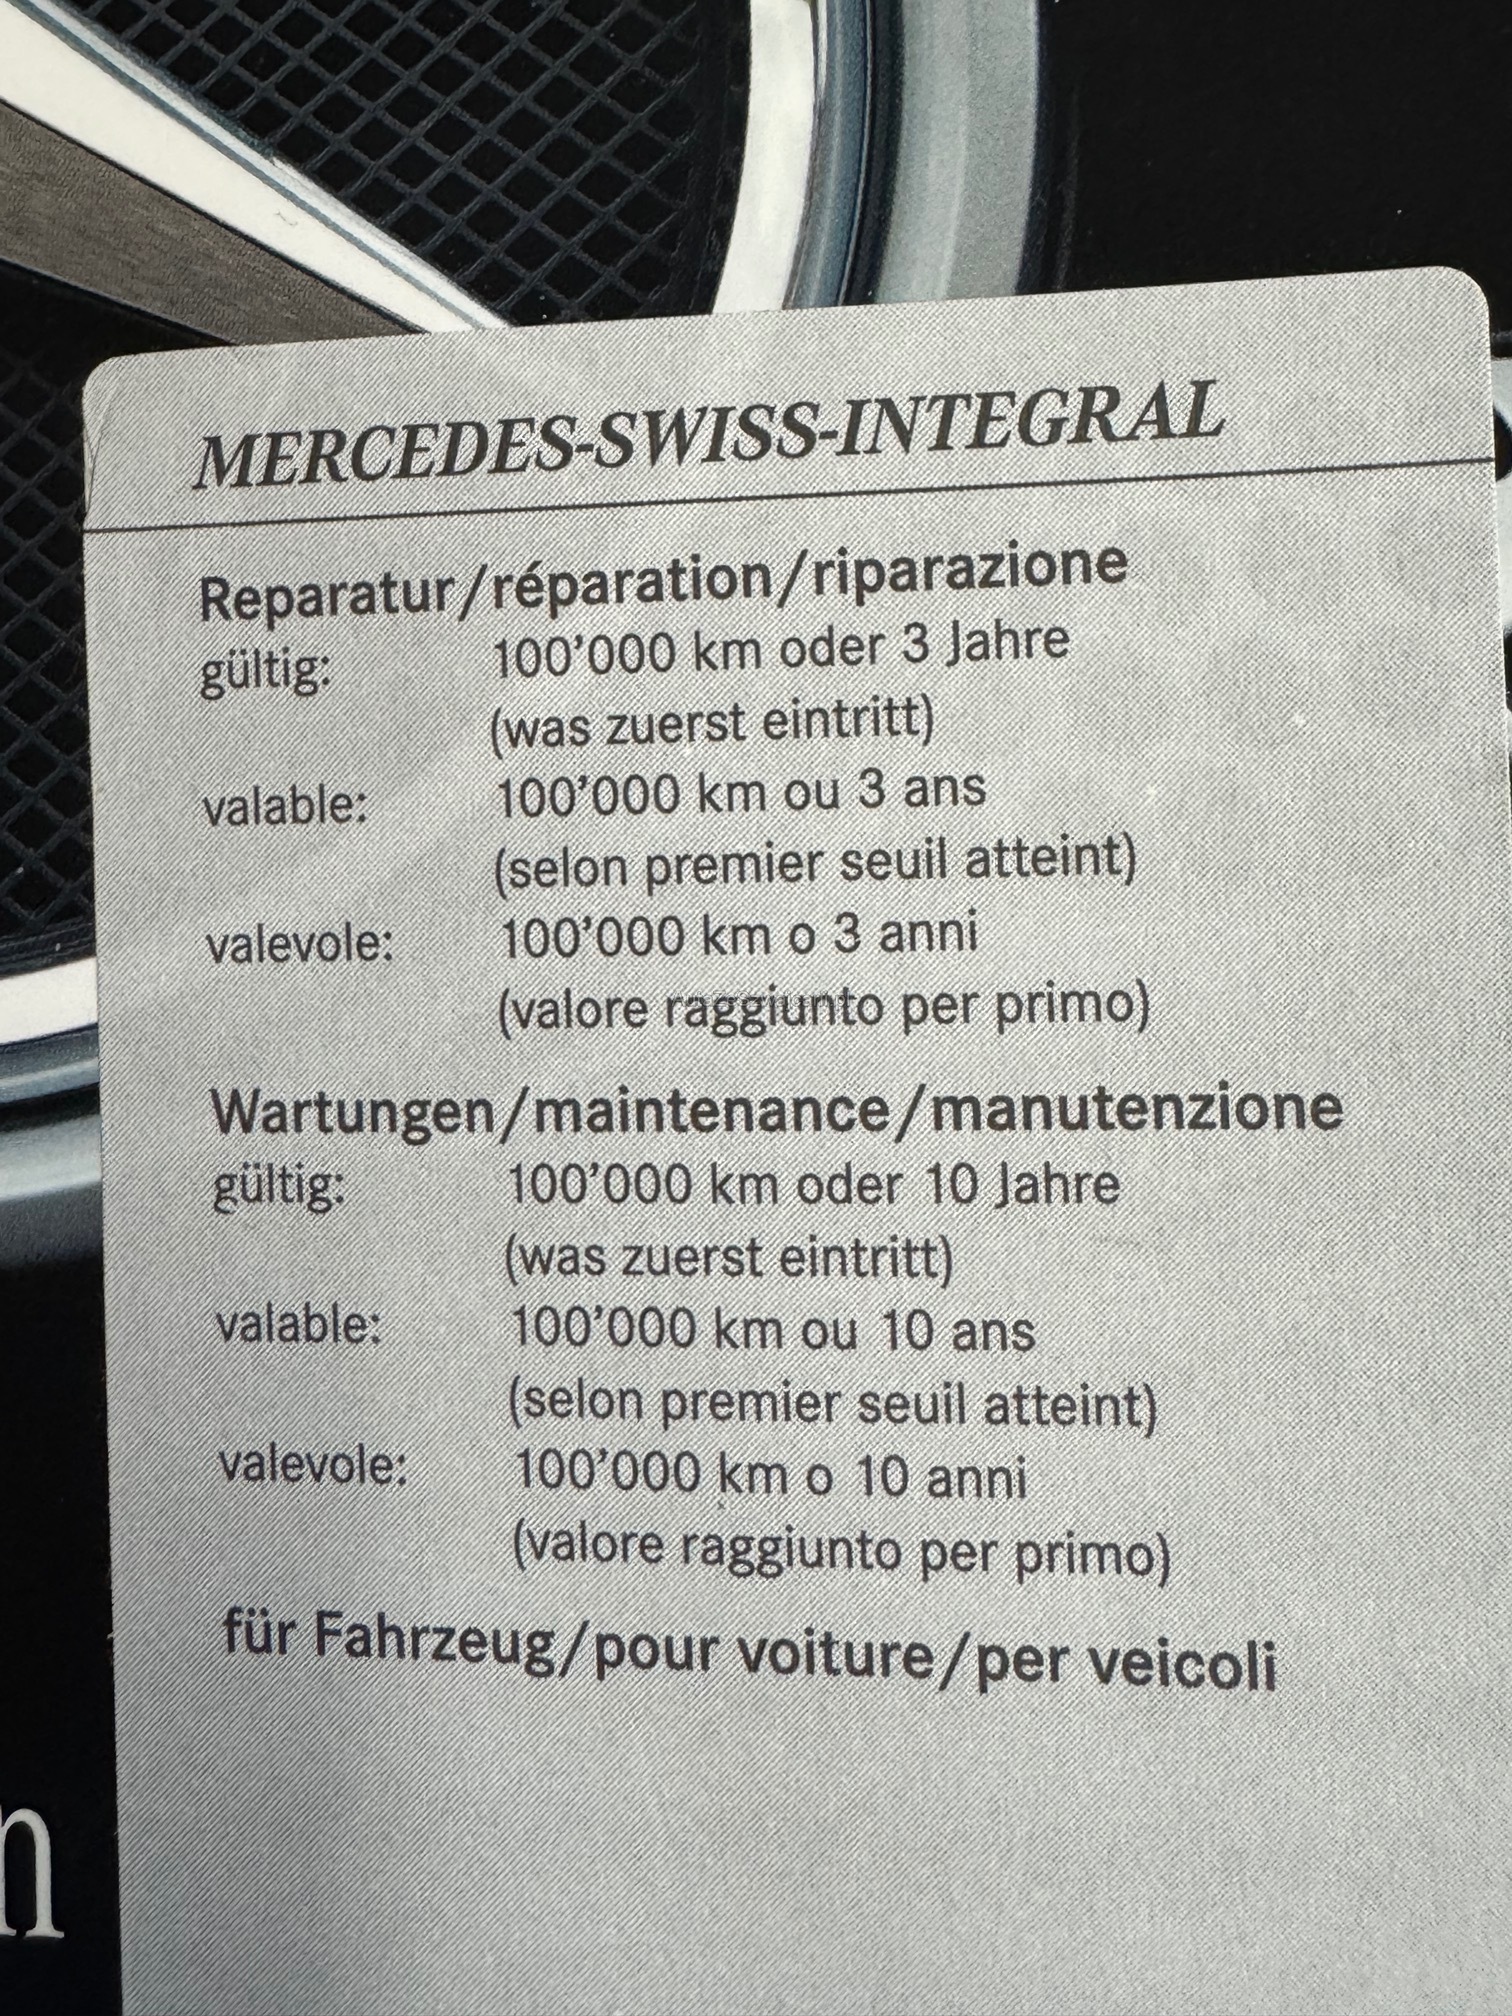 MERCEDES-SWISS-INTEGRAL
Reparatur/réparation/riparazione
gültig: 100'000 km oder 3 Jahre
(was zuerst eintritt)
valable: 100'000 km ou 3 ans
(selon premier seuil atteint)
valevole: 100'000 km o 3 anni
(valore raggiunto per primo)
Wartungen/maintenance/manutenzione
gültig: 100'000 km oder 10 Jahre
(was zuerst eintritt)
valable: 100'000 km ou 10 ans
(selon premier seuil atteint)
valevole: 100'000 km o 10 anni
(valore raggiunto per primo)
für Fahrzeug/pour voiture/per veicoli